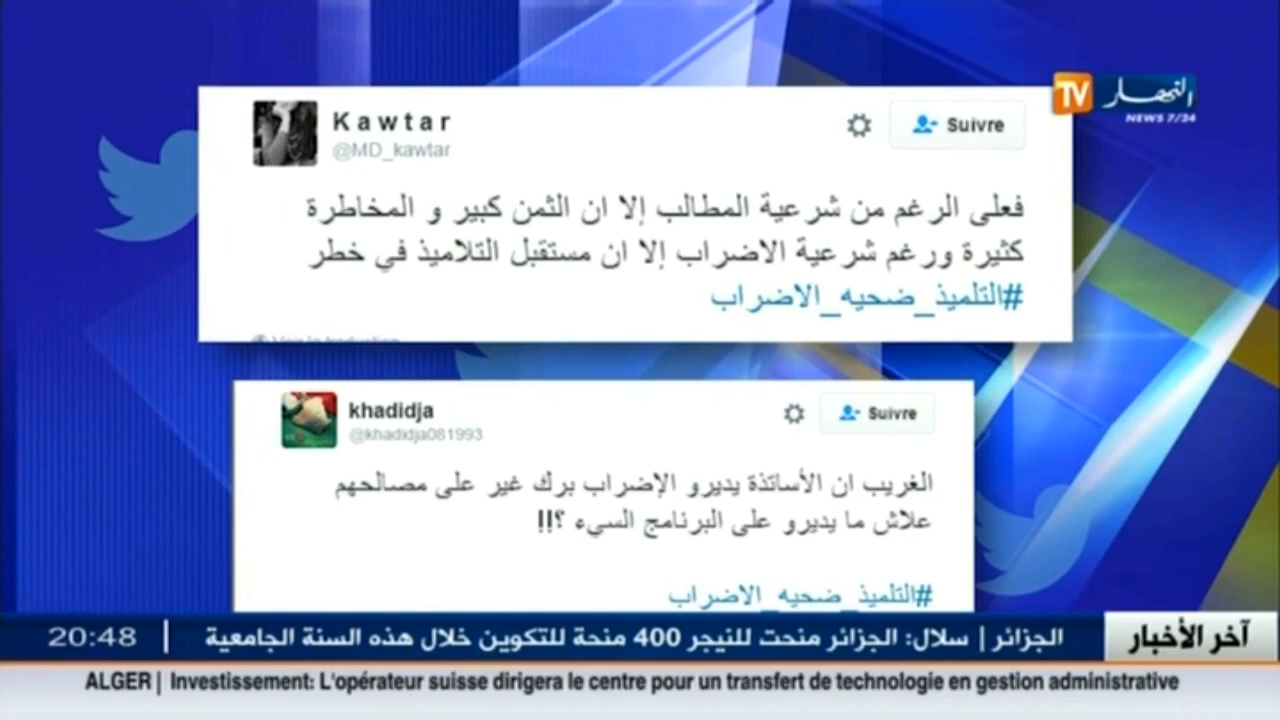 TV النهار
NEWS 7/24
Kawtar
@MD_kawtar
Suivre
فعلى الرغم من شرعية المطالب إلا ان الثمن كبير و المخاطرة
كثيرة ورغم شرعية الاضراب إلا ان مستقبل التلاميذ في خطر
#التلميذ_ضحيه_الاضراب
Voir la traduction
khadidja
@khadidja081993
Suivre
الغريب ان الأساتذة يديرو الإضراب برك غير على مصالحهم
علاش ما يديرو على البرنامج السيء ؟!!
#التلميذ_ضحيه_الاضراب
آخر الأخبار
الجزائر | سلال: الجزائر منحت للنيجر 400 منحة للتكوين خلال هذه السنة الجامعية
20:48
ALGER | Investissement: L'opérateur suisse dirigera le centre pour un transfert de technologie en gestion administrative